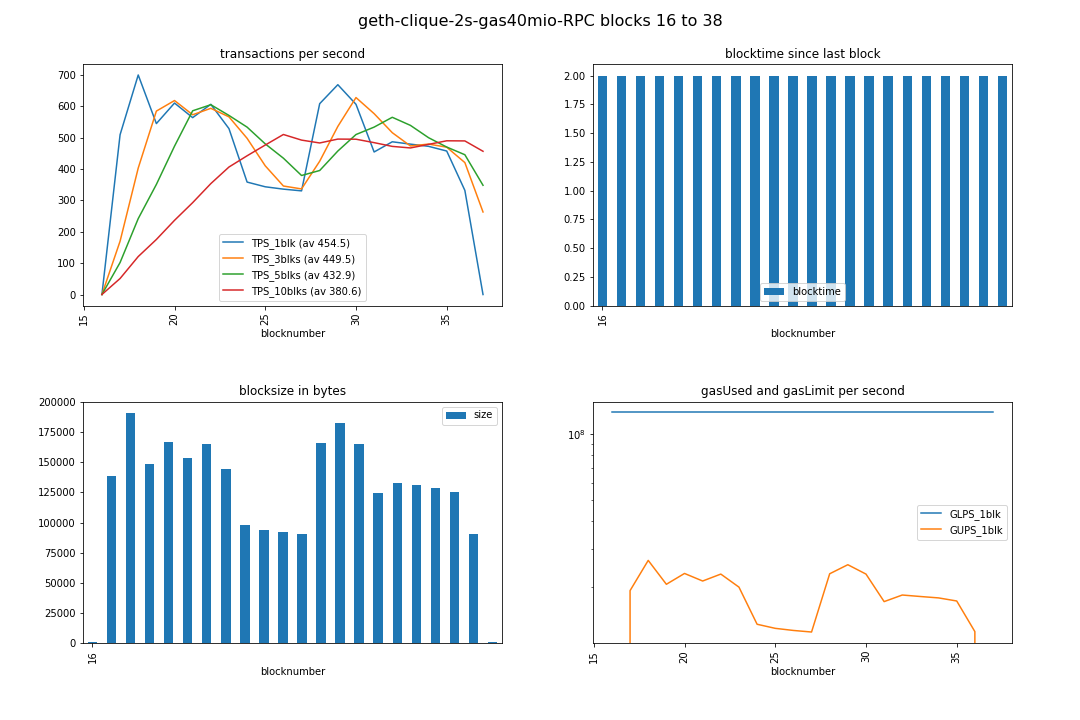 geth-clique-2s-gas40mio-RPC blocks 16 to 38
transactions per second
700
600
500
400
300
200
100
0
TPS_1blk (av 454.5)
TPS_3blks (av 449.5)
TPS_5blks (av 432.9)
TPS_10blks (av 380.6)
15
20
25
30
35
blocknumber
blocktime since last block
2.00
1.75
1.50
1.25
1.00
0.75
0.50
0.25
0.00
blocktime
16
blocknumber
blocksize in bytes
200000
175000
150000
125000
100000
75000
50000
25000
0
size
16
blocknumber
gasUsed and gasLimit per second
10⁸
GLPS_1blk
GUPS_1blk
15
20
25
30
35
blocknumber